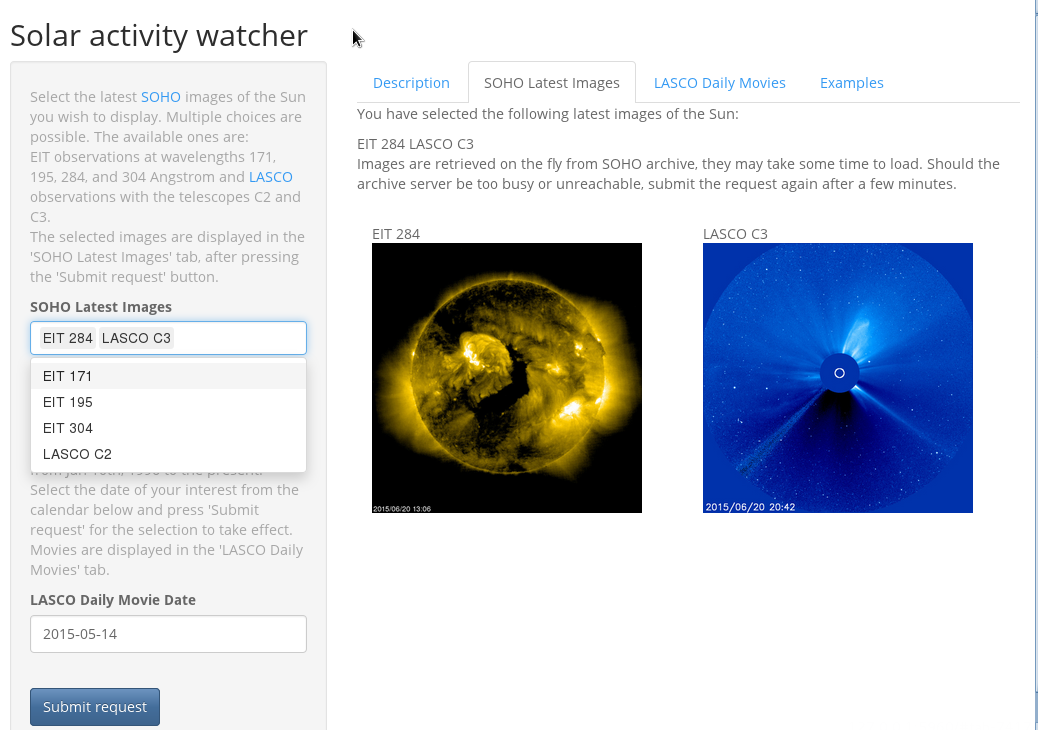 Solar activity watcher
Select the latest SOHO images of the Sun
you wish to display. Multiple choices are
possible. The available ones are:
EIT observations at wavelengths 171,
195, 284, and 304 Angstrom and LASCO
observations with the telescopes C2 and
C3.
The selected images are displayed in the
'SOHO Latest Images' tab, after pressing
the 'Submit request' button.
SOHO Latest Images
EIT 284 LASCO C3
EIT 171
EIT 195
EIT 304
LASCO C2
Select the date of your interest from the
calendar below and press 'Submit
request' for the selection to take effect.
Movies are displayed in the 'LASCO Daily
Movies' tab.
LASCO Daily Movie Date
2015-05-14
Submit request
Description SOHO Latest Images LASCO Daily Movies Examples
You have selected the following latest images of the Sun:
EIT 284 LASCO C3
Images are retrieved on the fly from SOHO archive, they may take some time to load. Should the
archive server be too busy or unreachable, submit the request again after a few minutes.
EIT 284
2015/06/20 13:06
LASCO C3
2015/06/20 20:42